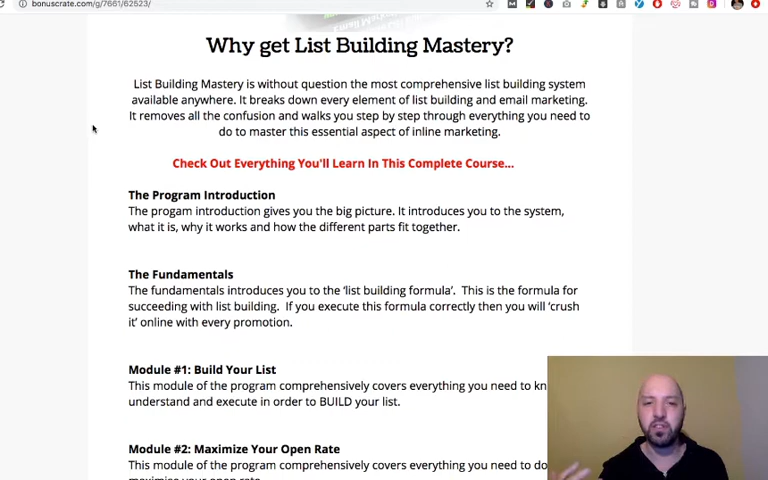 bonuscrate.com/g/7661/62523/
Why get List Building Mastery?
List Building Mastery is without question the most comprehensive list building system
available anywhere. It breaks down every element of list building and email marketing.
It removes all the confusion and walks you step by step through everything you need to
do to master this essential aspect of inline marketing.
Check Out Everything You'll Learn In This Complete Course...
The Program Introduction
The progam introduction gives you the big picture. It introduces you to the system,
what it is, why it works and how the different parts fit together.
The Fundamentals
The fundamentals introduces you to the 'list building formula'. This is the formula for
succeeding with list building. If you execute this formula correctly then you will 'crush
it' online with every promotion.
Module #1: Build Your List
This module of the program comprehensively covers everything you need to kn
understand and execute in order to BUILD your list.
Module #2: Maximize Your Open Rate
This module of the program comprehensively covers everything you need to do